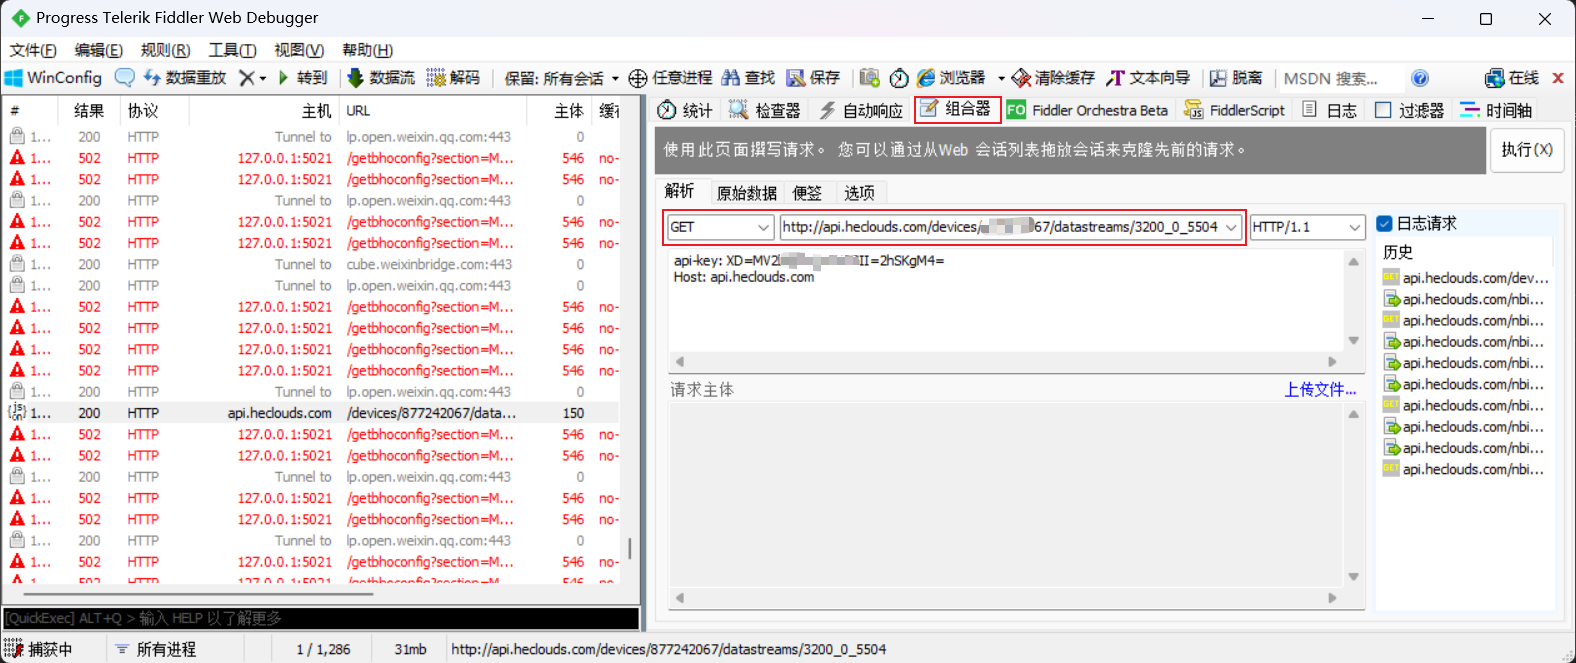 Progress Telerik Fiddler Web Debugger
文件(F) 编辑(E) 规则(R) 工具(T) 视图(V) 帮助(H)
WinConfig 数据重放 转到 数据流 解码 保留: 所有会话 任意进程 查找 保存 浏览器 清除缓存 文本向导 脱离 MSDN 搜索... 在线
# 结果 协议 主机 URL 主体 缓存
1... 200 HTTP Tunnel to lp.open.weixin.qq.com:443 0
1... 502 HTTP 127.0.0.1:5021 /getbhoconfig?section=M... 546 no-
1... 502 HTTP 127.0.0.1:5021 /getbhoconfig?section=M... 546 no-
1... 200 HTTP Tunnel to lp.open.weixin.qq.com:443 0
1... 502 HTTP 127.0.0.1:5021 /getbhoconfig?section=M... 546 no-
1... 502 HTTP 127.0.0.1:5021 /getbhoconfig?section=M... 546 no-
1... 200 HTTP Tunnel to cube.weixinbridge.com:443 0
1... 200 HTTP Tunnel to lp.open.weixin.qq.com:443 0
1... 502 HTTP 127.0.0.1:5021 /getbhoconfig?section=M... 546 no-
1... 502 HTTP 127.0.0.1:5021 /getbhoconfig?section=M... 546 no-
1... 502 HTTP 127.0.0.1:5021 /getbhoconfig?section=M... 546 no-
1... 502 HTTP 127.0.0.1:5021 /getbhoconfig?section=M... 546 no-
1... 200 HTTP Tunnel to lp.open.weixin.qq.com:443 0
1... 200 HTTP api.heclouds.com /devices/877242067/data... 150
1... 502 HTTP 127.0.0.1:5021 /getbhoconfig?section=M... 546 no-
1... 502 HTTP 127.0.0.1:5021 /getbhoconfig?section=M... 546 no-
1... 200 HTTP Tunnel to lp.open.weixin.qq.com:443 0
1... 502 HTTP 127.0.0.1:5021 /getbhoconfig?section=M... 546 no-
1... 502 HTTP 127.0.0.1:5021 /getbhoconfig?section=M... 546 no-
1... 200 HTTP Tunnel to lp.open.weixin.qq.com:443 0
1... 502 HTTP 127.0.0.1:5021 /getbhoconfig?section=M... 546 no-
1... 502 HTTP 127.0.0.1:5021 /getbhoconfig?section=M... 546 no-
[QuickExec] ALT+Q > 输入 HELP 以了解更多
统计 检查器 自动响应 组合器 FO Fiddler Orchestra Beta FiddlerScript 日志 过滤器 时间轴
使用此页面撰写请求。 您可以通过从Web 会话列表拖放会话来克隆先前的请求。
执行(X)
解析 原始数据 便签 选项
GET http://api.heclouds.com/devices/ 67/datastreams/3200_0_5504 HTTP/1.1
api-key: XD=MV2 II=2hSKgM4=
Host: api.heclouds.com
请求主体 上传文件...
日志请求
历史
api.heclouds.com/dev...
api.heclouds.com/nbi...
api.heclouds.com/nbi...
api.heclouds.com/nbi...
api.heclouds.com/nbi...
api.heclouds.com/nbi...
api.heclouds.com/nbi...
api.heclouds.com/nbi...
api.heclouds.com/nbi...
api.heclouds.com/nbi...
捕获中 所有进程 1 / 1,286 31mb http://api.heclouds.com/devices/877242067/datastreams/3200_0_5504